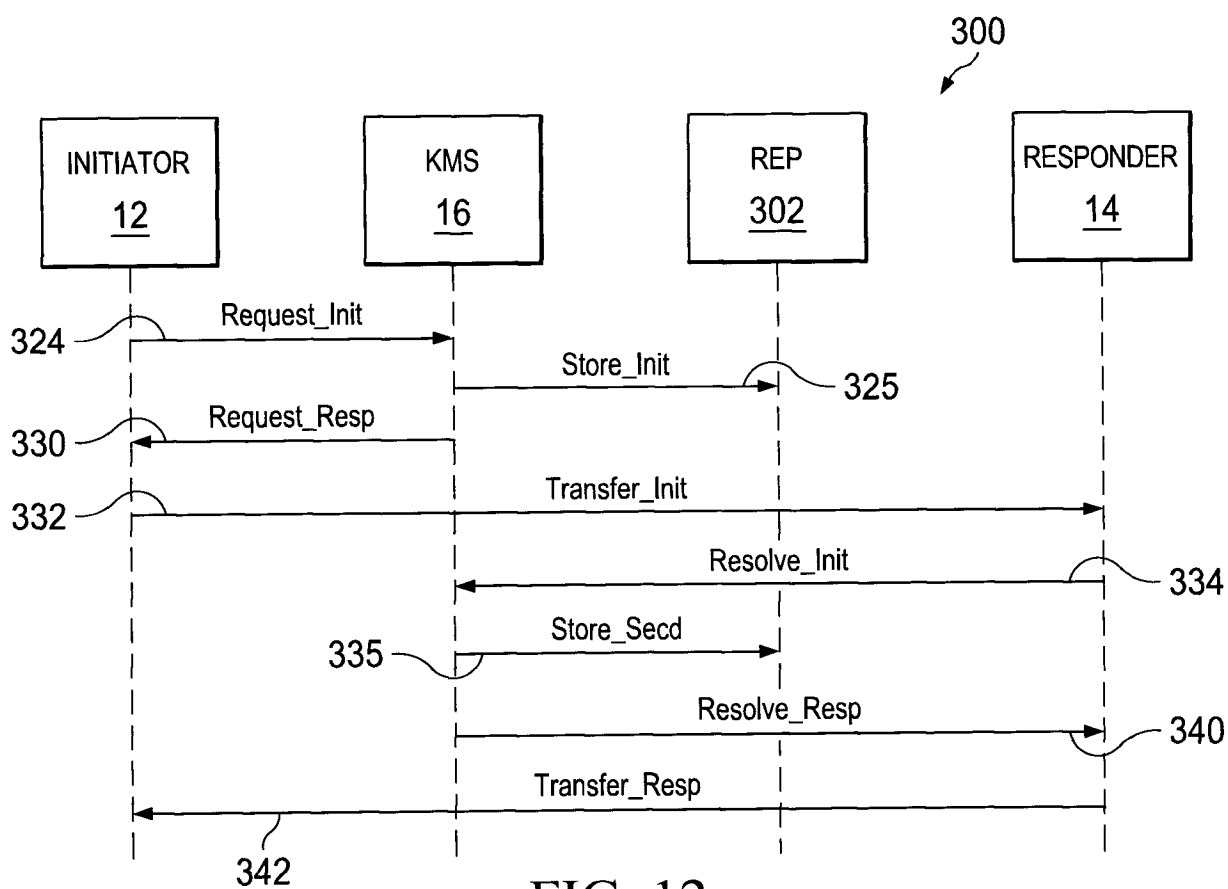 300
INITIATOR
12
KMS
16
REP
302
RESPONDER
14
324
Request_Init
Store_Init
325
330
Request_Resp
332
Transfer_Init
Resolve_Init
334
335
Store_Secd
Resolve_Resp
340
Transfer_Resp
342